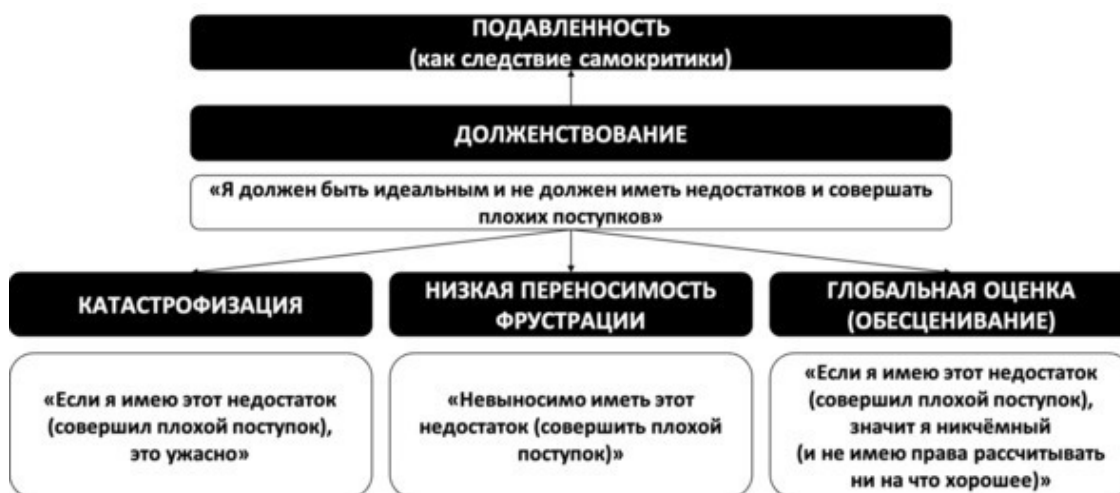 ПОДАВЛЕННОСТЬ
(как следствие самокритики)
ДОЛЖЕНСТВОВАНИЕ
«Я должен быть идеальным и не должен иметь недостатков и совершать
плохих поступков»
КАТАСТРОФИЗАЦИЯ
«Если я имею этот недостаток
(совершил плохой поступок),
это ужасно»
НИЗКАЯ ПЕРЕНОСИМОСТЬ
ФРУСТРАЦИИ
«Невыносимо иметь этот
недостаток (совершить плохой
поступок)»
ГЛОБАЛЬНАЯ ОЦЕНКА
(ОБЕСЦЕНИВАНИЕ)
«Если я имею этот недостаток
(совершил плохой поступок),
значит я никчёмный
(и не имею права рассчитывать
ни на что хорошее)»